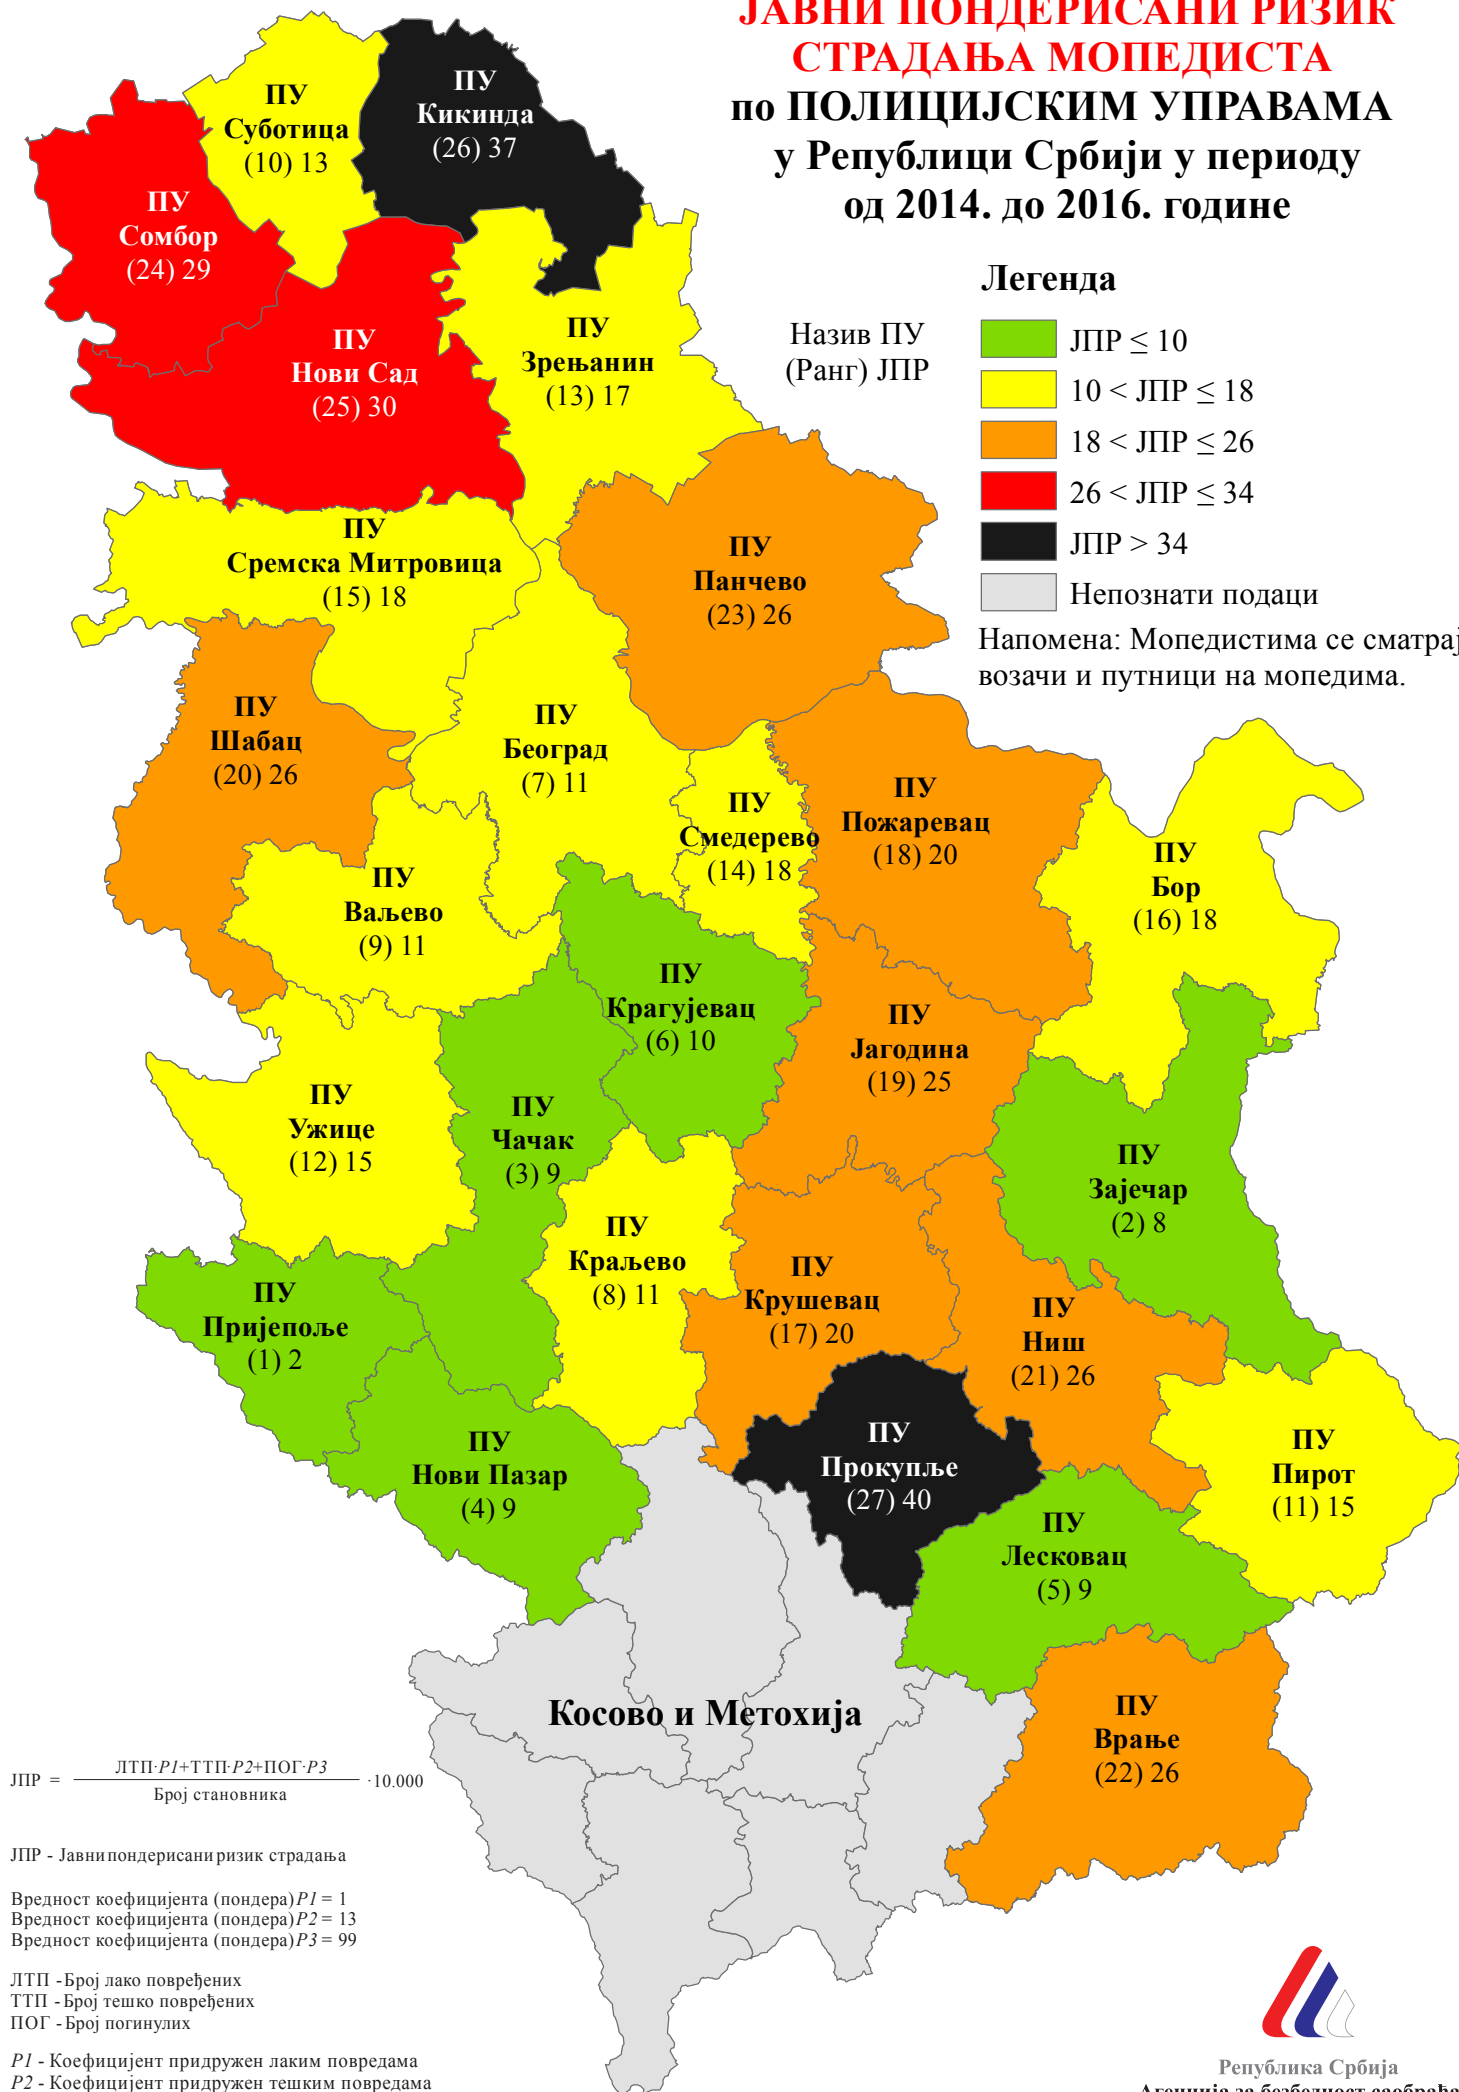 ЈАВНИ ПОНДЕРИСАНИ РИЗИК
СТРАДАЊА МОПЕДИСТА
по ПОЛИЦИЈСКИМ УПРАВАМА
у Републици Србији у периоду
од 2014. до 2016. године
Легенда
Назив ПУ
(Ранг) ЈПР
ЈПР ≤ 10
10 < ЈПР ≤ 18
18 < ЈПР ≤ 26
26 < ЈПР ≤ 34
ЈПР > 34
Непознати подаци
Напомена: Мопедистима се сматрај
возачи и путници на мопедима.
ПУ
Суботица
(10) 13
ПУ
Кикинда
(26) 37
ПУ
Сомбор
(24) 29
ПУ
Нови Сад
(25) 30
ПУ
Зрењанин
(13) 17
ПУ
Сремска Митровица
(15) 18
ПУ
Панчево
(23) 26
ПУ
Шабац
(20) 26
ПУ
Београд
(7) 11
ПУ
Смедерево
(14) 18
ПУ
Пожаревац
(18) 20
ПУ
Бор
(16) 18
ПУ
Ваљево
(9) 11
ПУ
Крагујевац
(6) 10
ПУ
Јагодина
(19) 25
ПУ
Ужице
(12) 15
ПУ
Чачак
(3) 9
ПУ
Зајечар
(2) 8
ПУ
Краљево
(8) 11
ПУ
Крушевац
(17) 20
ПУ
Ниш
(21) 26
ПУ
Пријепоље
(1) 2
ПУ
Нови Пазар
(4) 9
ПУ
Прокупље
(27) 40
ПУ
Пирот
(11) 15
ПУ
Лесковац
(5) 9
Косово и Метохија
ПУ
Врање
(22) 26
ЈПР = ЛТП·P1+ТТП·P2+ПОГ·P3 ·10.000
Број становника
ЈПР - Јавни пондерисани ризик страдања
Вредност коефицијента (пондера) P1 = 1
Вредност коефицијента (пондера) P2 = 13
Вредност коефицијента (пондера) P3 = 99
ЛТП - Број лако повређених
ТТП - Број тешко повређених
ПОГ - Број погинулих
P1 - Коефицијент придружен лаким повредама
P2 - Коефицијент придружен тешким повредама
Република Србија
Агенција за безбедност саобраћа